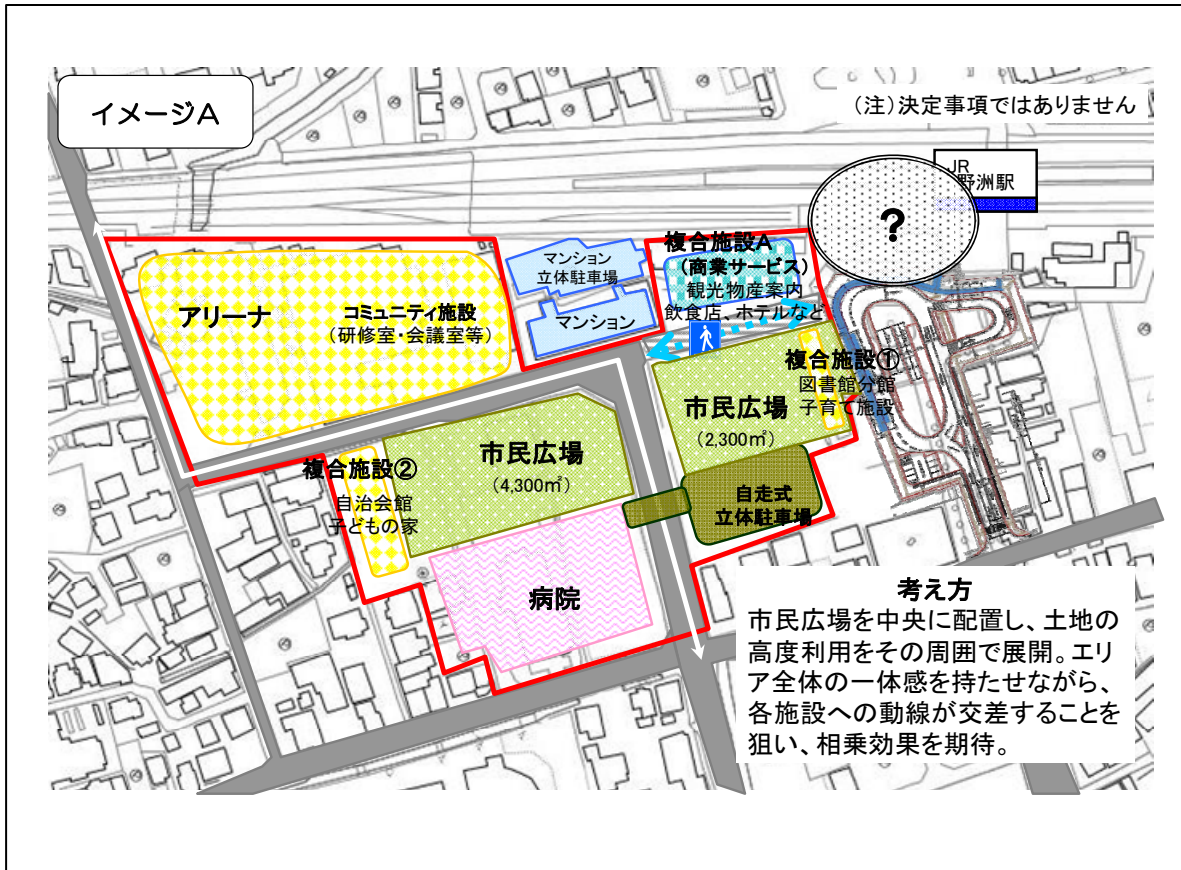 イメージA
(注)決定事項ではありません
JR
野洲駅
?
複合施設A
(商業サービス)
観光物産案内
飲食店、ホテルなど
マンション
立体駐車場
マンション
アリーナ
コミュニティ施設
(研修室・会議室等)
複合施設①
図書館分館
子育て施設
市民広場
(2,300㎡)
市民広場
(4,300㎡)
複合施設②
自治会館
子どもの家
自走式
立体駐車場
病院
考え方
市民広場を中央に配置し、土地の
高度利用をその周囲で展開。エリ
ア全体の一体感を持たせながら、
各施設への動線が交差することを
狙い、相乗効果を期待。